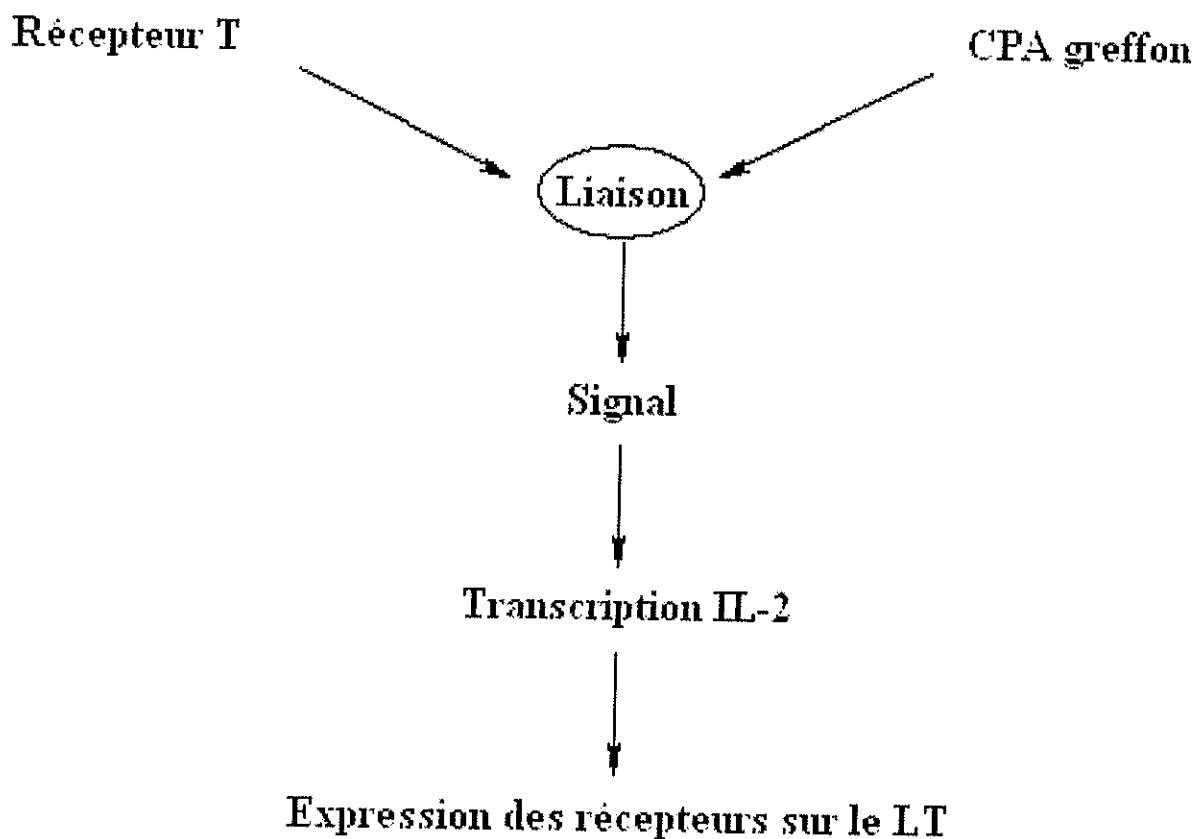 Récepteur T
CPA greffon
Liaison
Signal
Transcription IL-2
Expression des récepteurs sur le LT